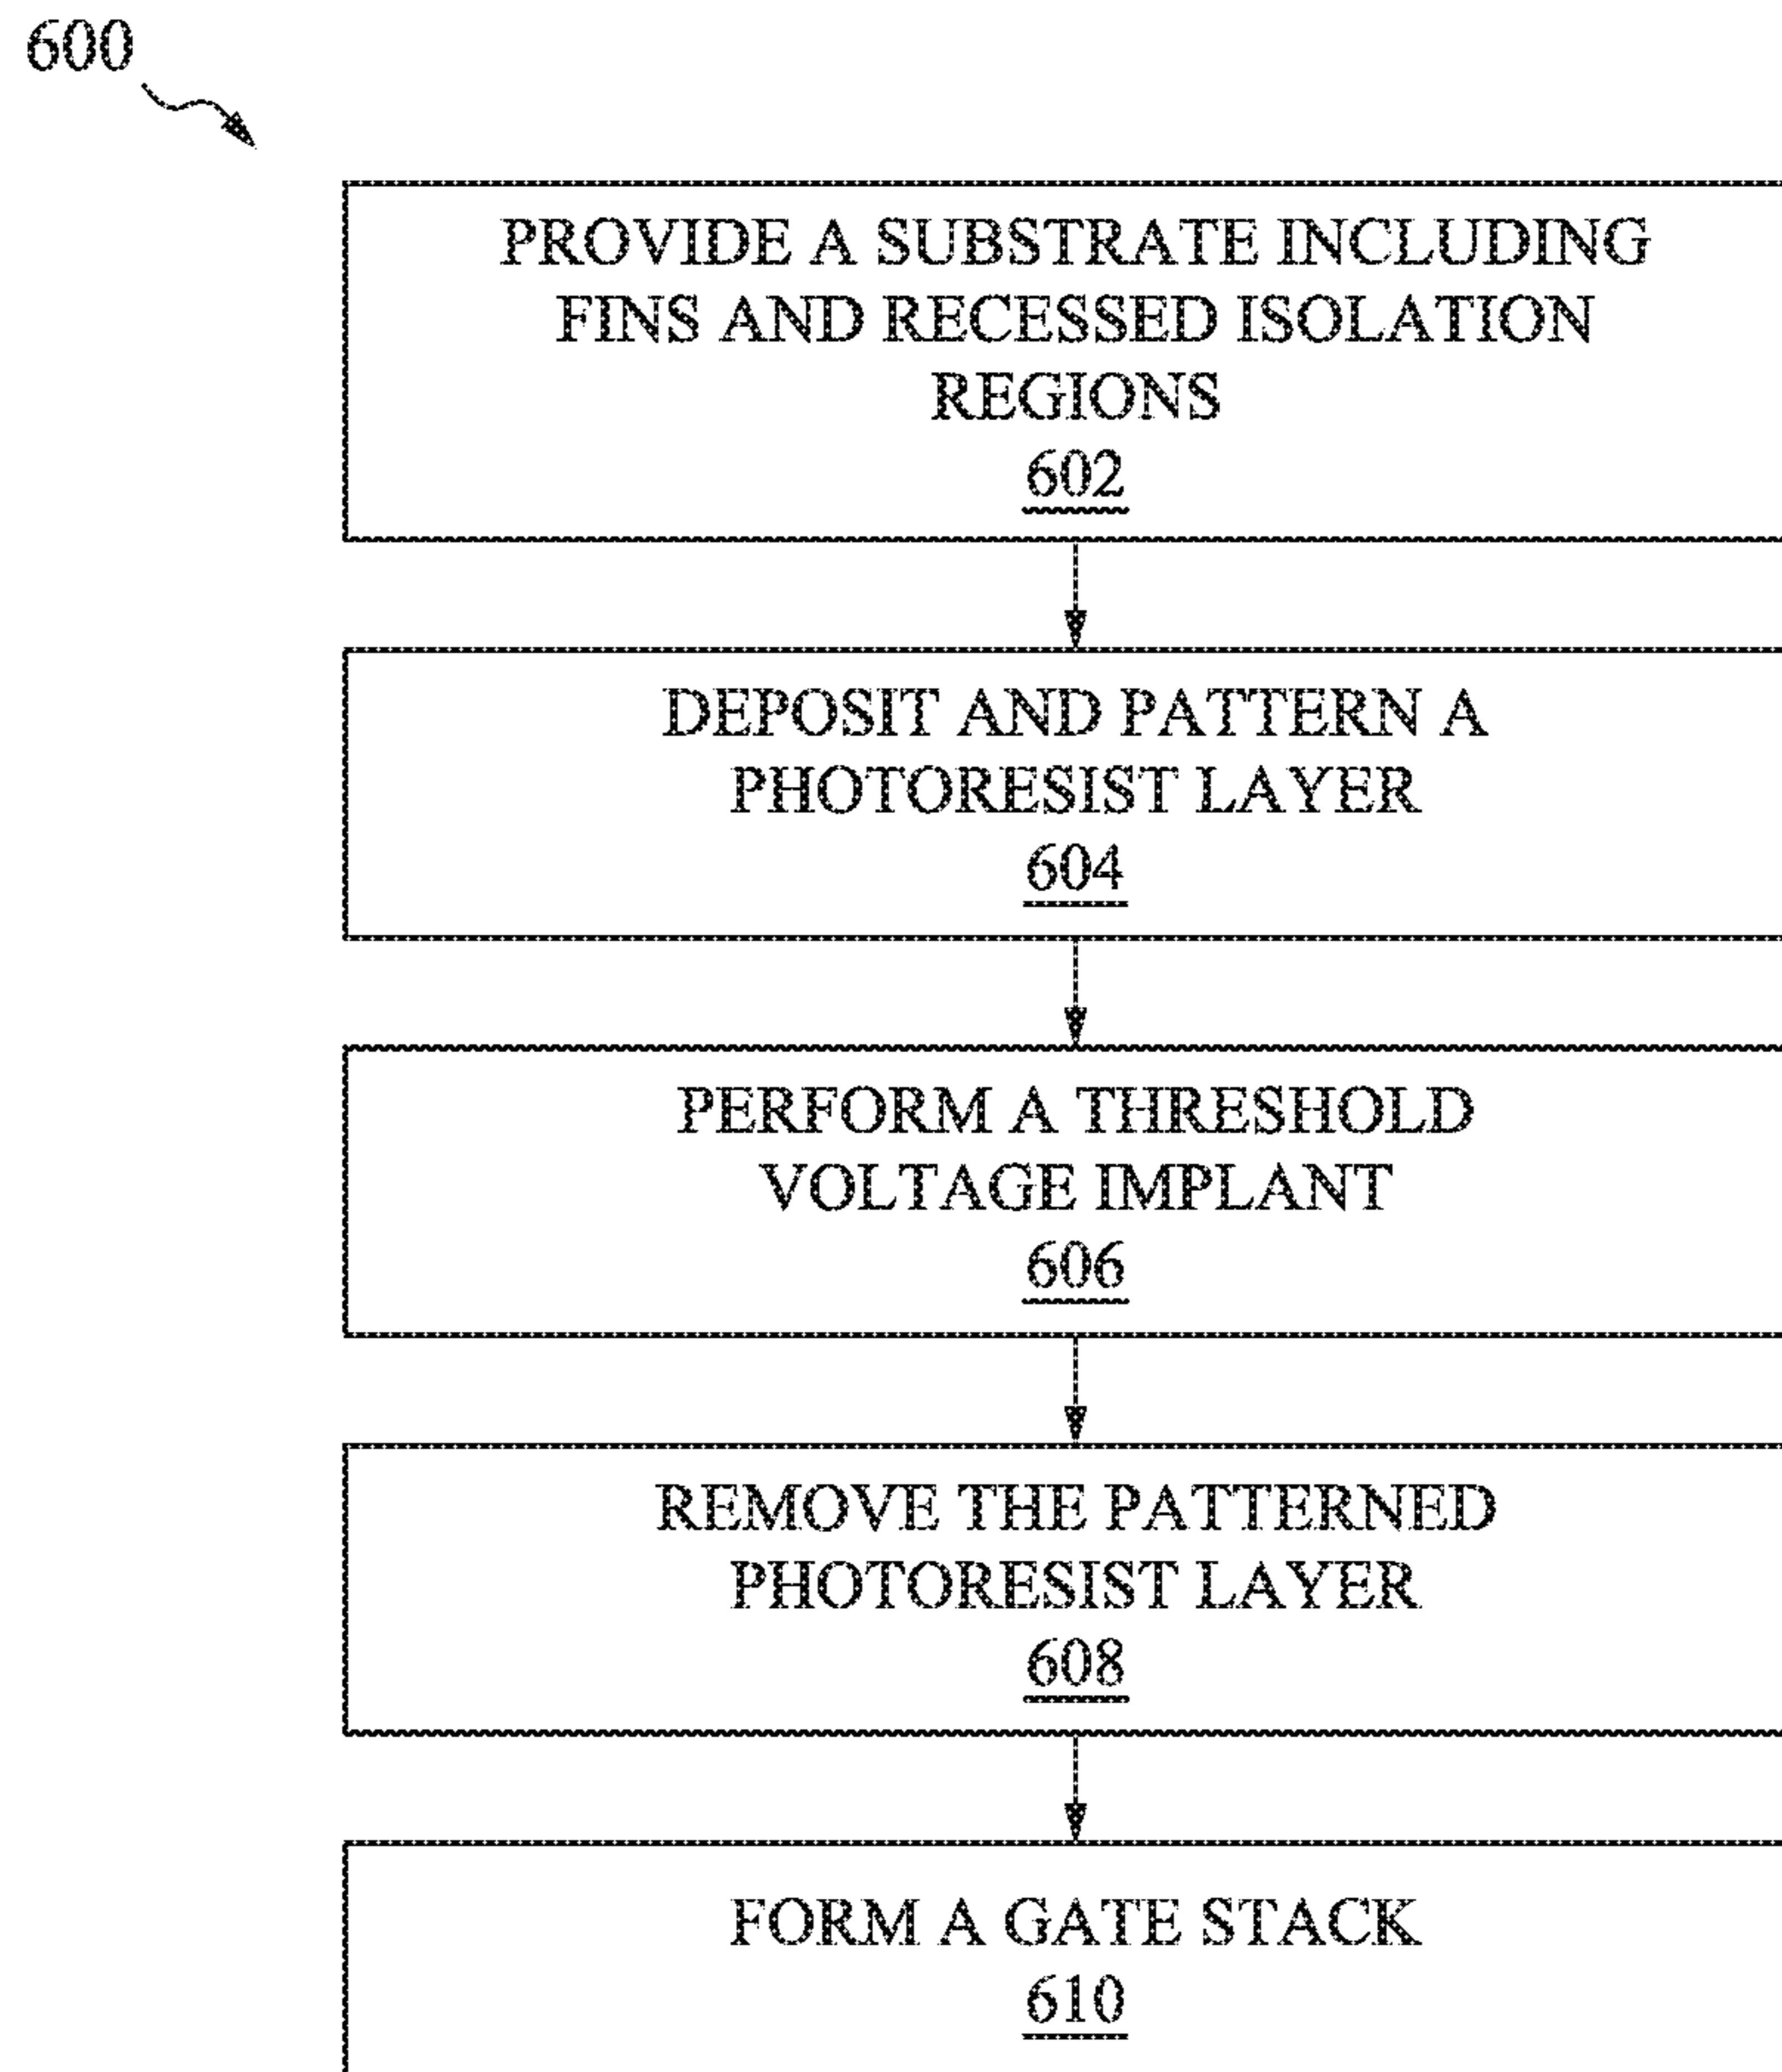 600
PROVIDE A SUBSTRATE INCLUDING
FINS AND RECESSED ISOLATION
REGIONS
602
DEPOSIT AND PATTERN A
PHOTORESIST LAYER
604
PERFORM A THRESHOLD
VOLTAGE IMPLANT
606
REMOVE THE PATTERNED
PHOTORESIST LAYER
608
FORM A GATE STACK
610